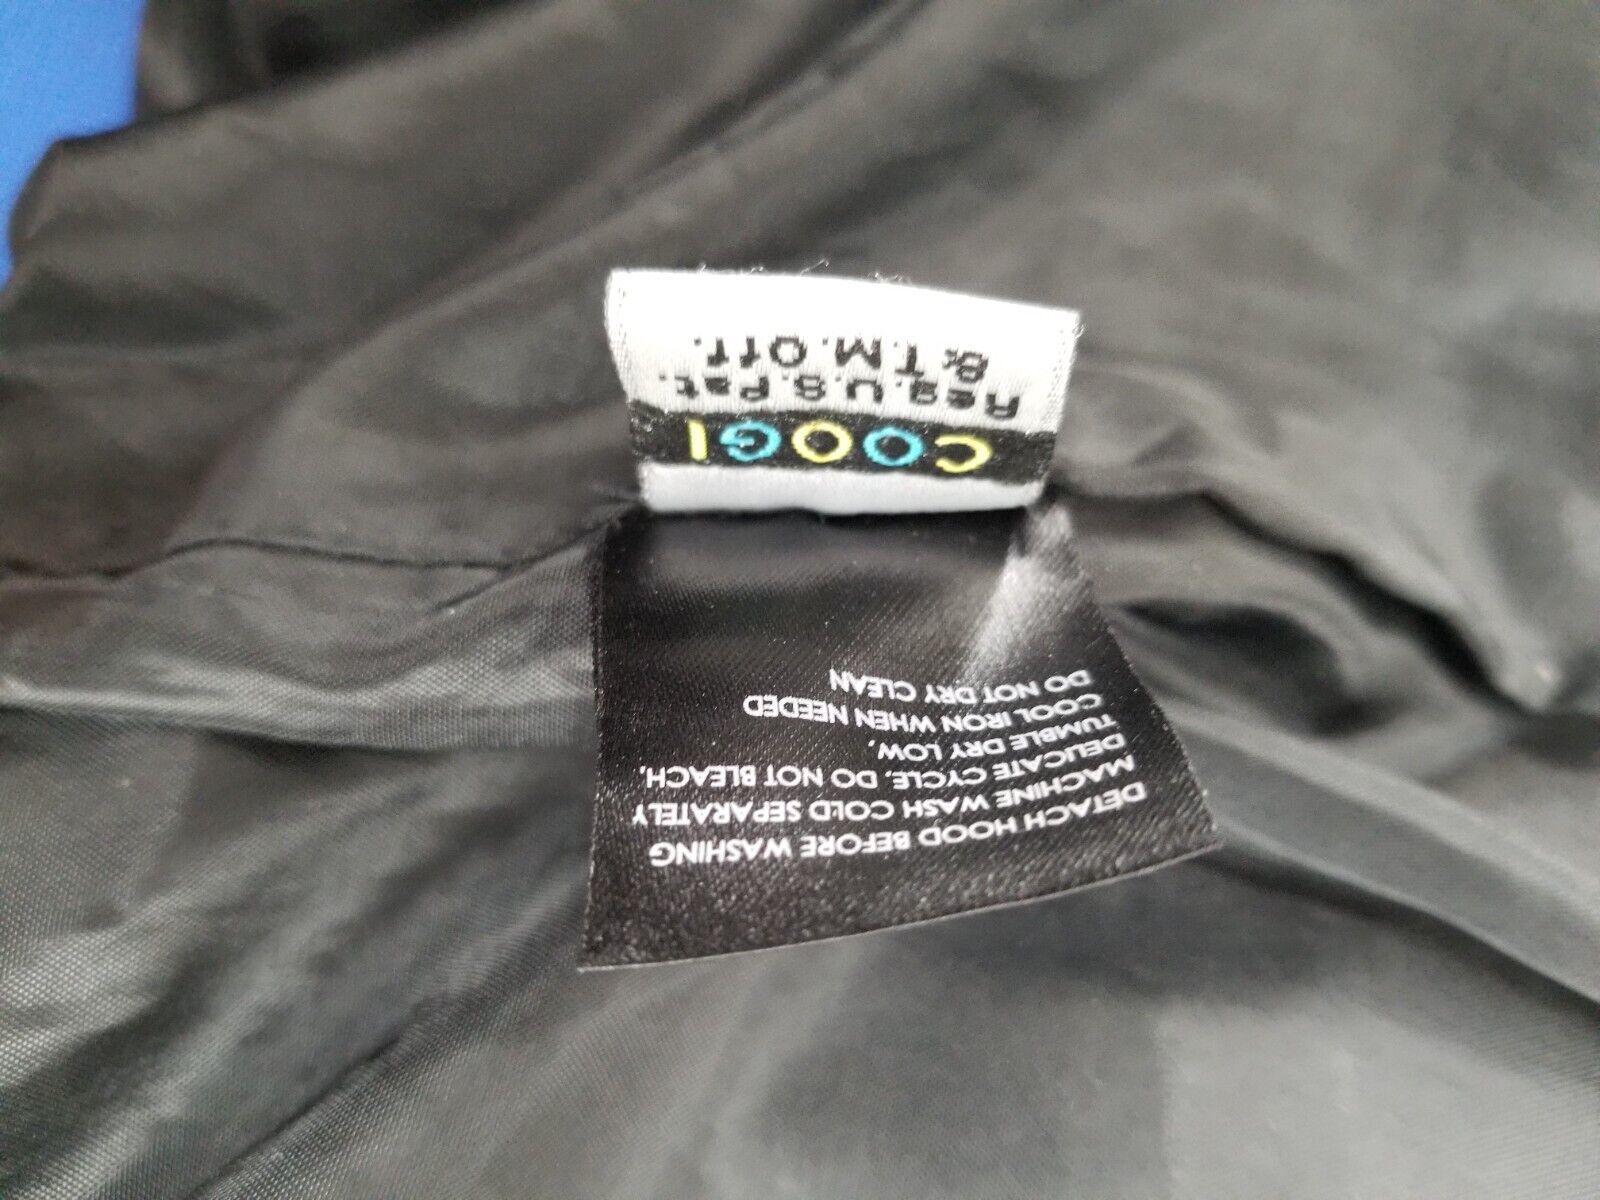 COOGI
Reg.U.S.Pat.
& T.M.Off.
DETACH HOOD BEFORE WASHING
MACHINE WASH COLD SEPARATELY
DELICATE CYCLE. DO NOT BLEACH.
TUMBLE DRY LOW.
COOL IRON WHEN NEEDED
DO NOT DRY CLEAN